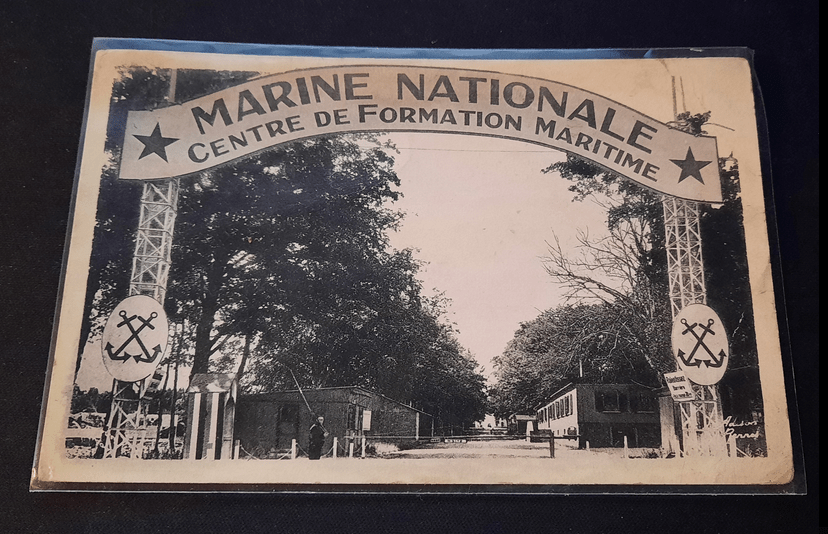 MARINE NATIONALE
CENTRE DE FORMATION MARITIME